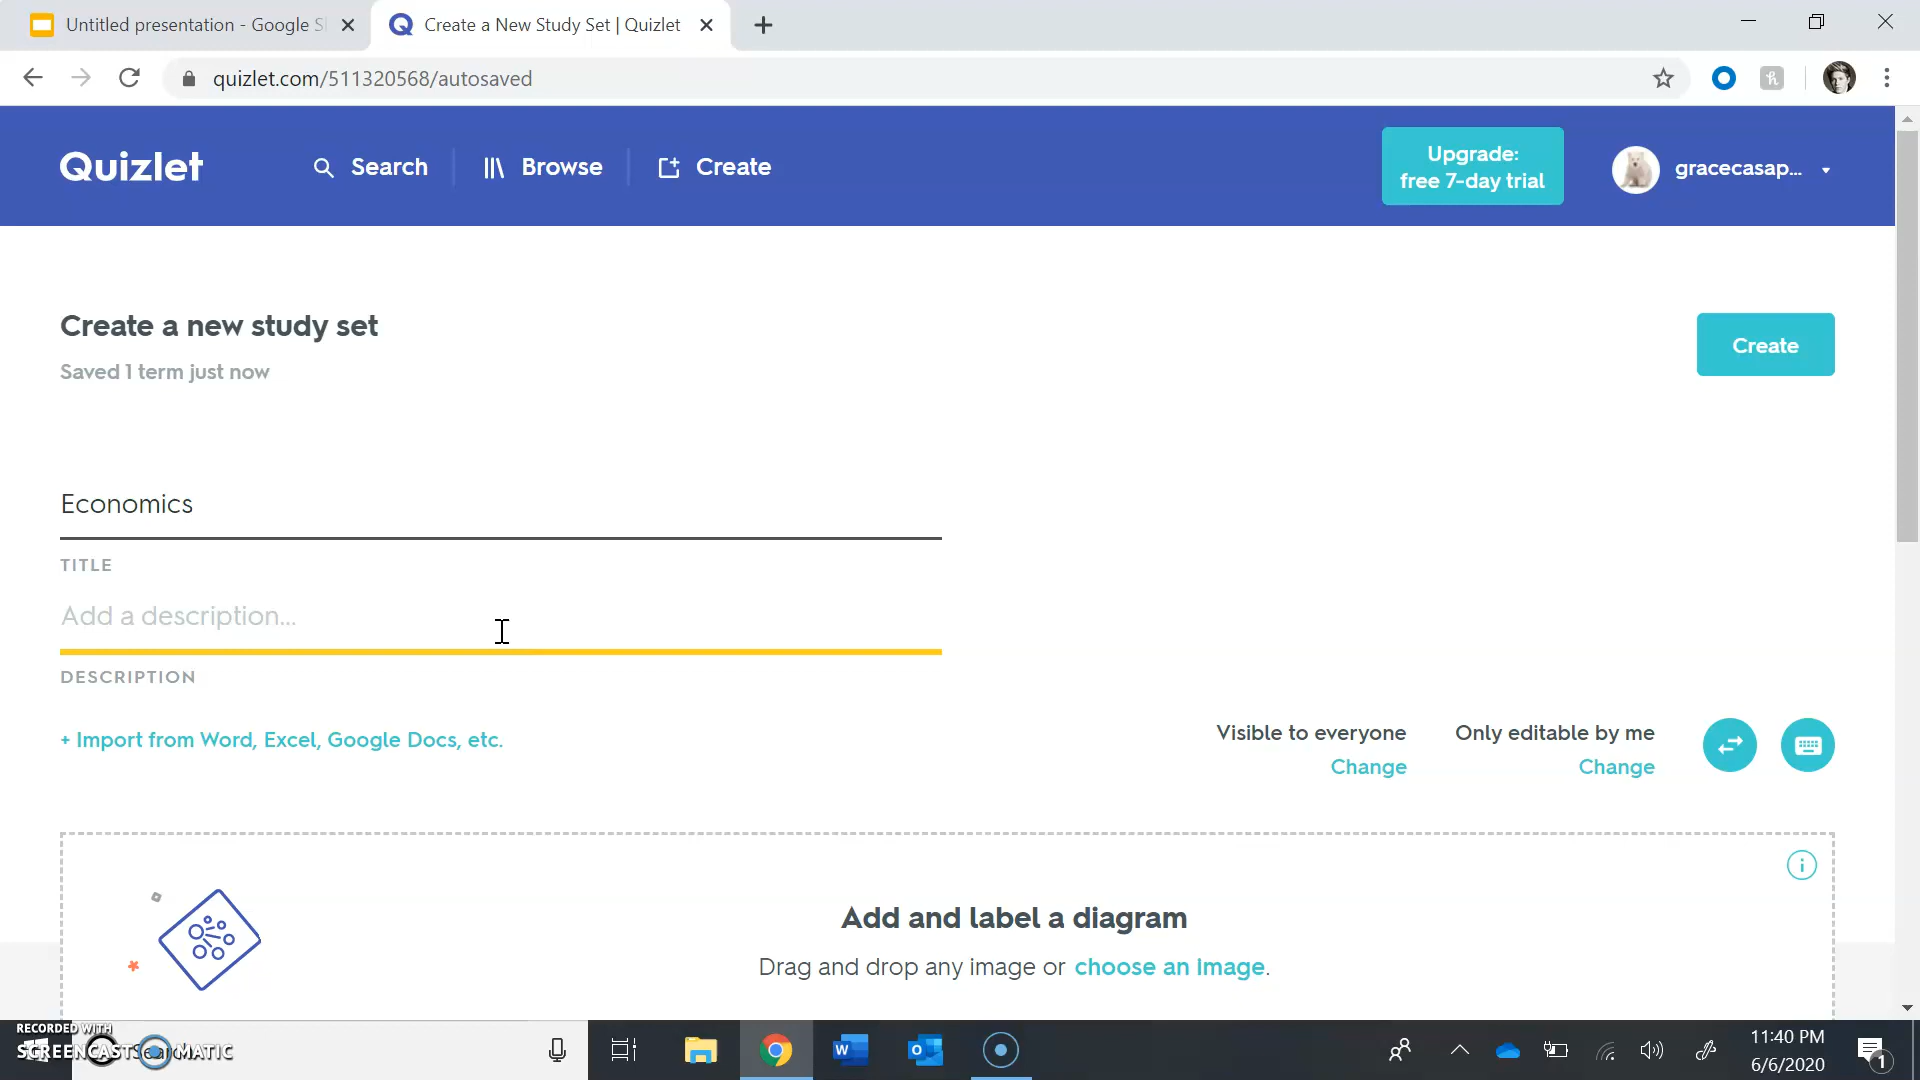 Untitled presentation - Google Sl
Create a New Study Set | Quizlet
quizlet.com/511320568/autosaved
Quizlet
Search
Browse
Create
Upgrade:
free 7-day trial
gracecasap...
Create a new study set
Saved 1 term just now
Create
Economics
TITLE
Add a description...
DESCRIPTION
+ Import from Word, Excel, Google Docs, etc.
Visible to everyone
Change
Only editable by me
Change
Add and label a diagram
Drag and drop any image or choose an image.
RECORDED WITH
SCREENCAST MATIC
11:40 PM
6/6/2020
1